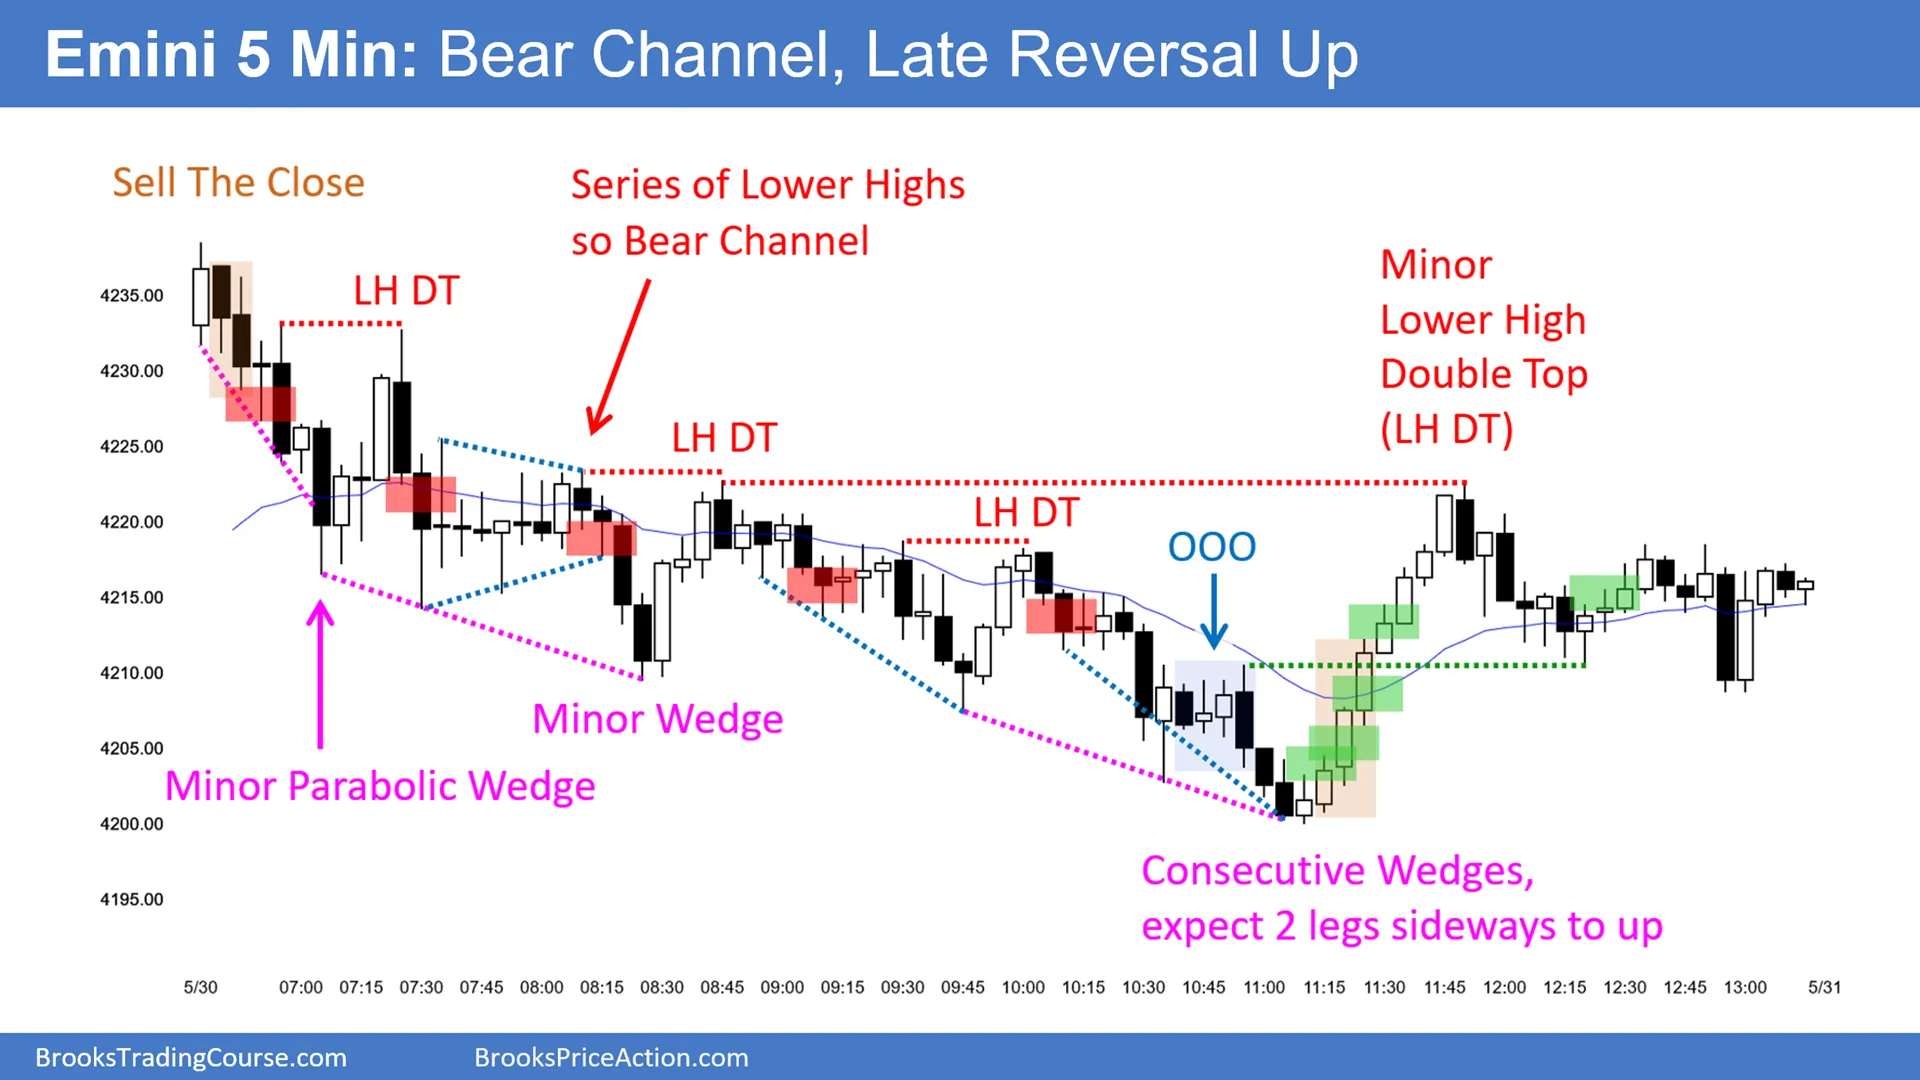 Emini 5 Min: Bear Channel, Late Reversal Up
Sell The Close
Series of Lower Highs
so Bear Channel
LH DT
Minor
Lower High
Double Top
(LH DT)
LH DT
LH DT
OOO
Minor Wedge
Minor Parabolic Wedge
Consecutive Wedges,
expect 2 legs sideways to up
4235.00
4230.00
4225.00
4220.00
4215.00
4210.00
4205.00
4200.00
4195.00
5/30 07:00 07:15 07:30 07:45 08:00 08:15 08:30 08:45 09:00 09:15 09:30 09:45 10:00 10:15 10:30 10:45 11:00 11:15 11:30 11:45 12:00 12:15 12:30 12:45 13:00 5/31
BrooksTradingCourse.com BrooksPriceAction.com